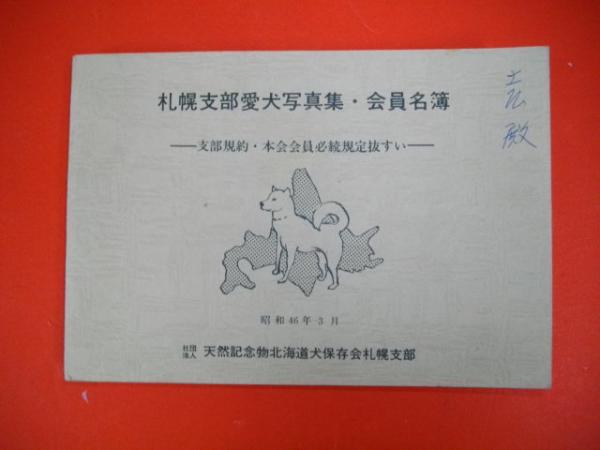 札幌支部愛犬写真集・会員名簿
殿
——支部規約・本会会員必続規定抜すい——
昭和46年3月
社団法人 天然記念物北海道犬保存会札幌支部